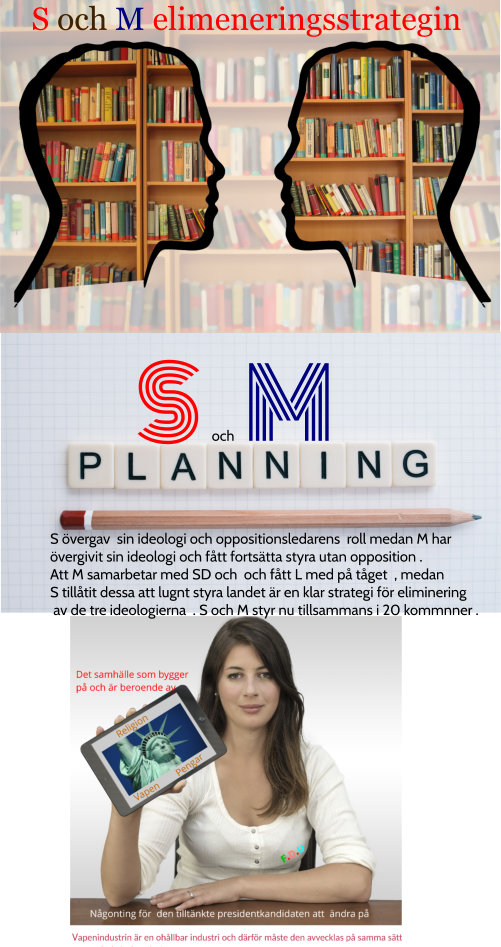 S och M elimeneringsstrategin
S och M
PLANNING
S övergav sin ideologi och oppositionsledarens roll medan M har
övergivit sin ideologi och fått fortsätta styra utan opposition .
Att M samarbetar med SD och och fått L med på tåget , medan
S tillåtit dessa att lugnt styra landet är en klar strategi för eliminering
av de tre ideologierna . S och M styr nu tillsammans i 20 kommnner .
Det samhälle som bygger
på och är beroende av
Religion
Vapen Pengar
F.D.U
Någonting för den tilltänkte presidentkandidaten att ändra på
Vapenindustrin är en ohållbar industri och därför måste den avvecklas på samma sätt